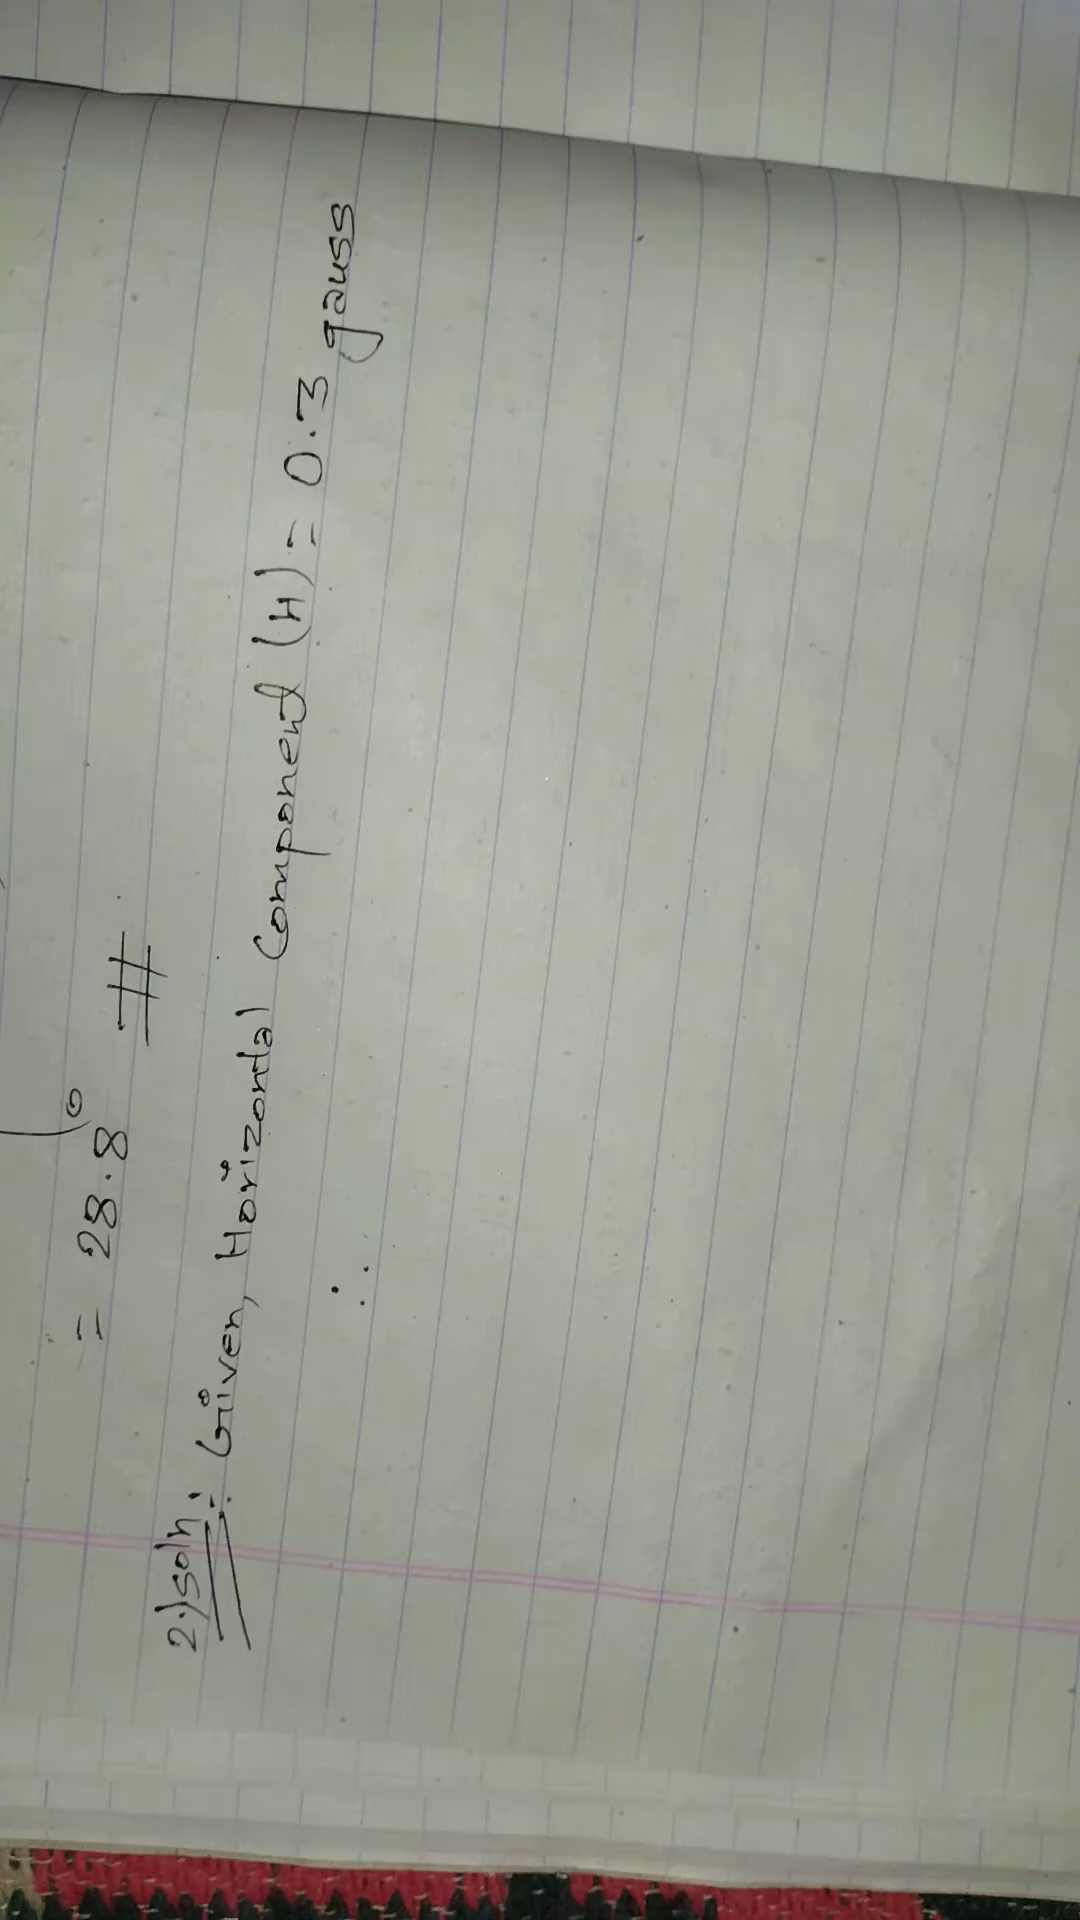 = 28.8°
2.) soln: Given, Horizontal Component (H) = 0.3 gauss
∴